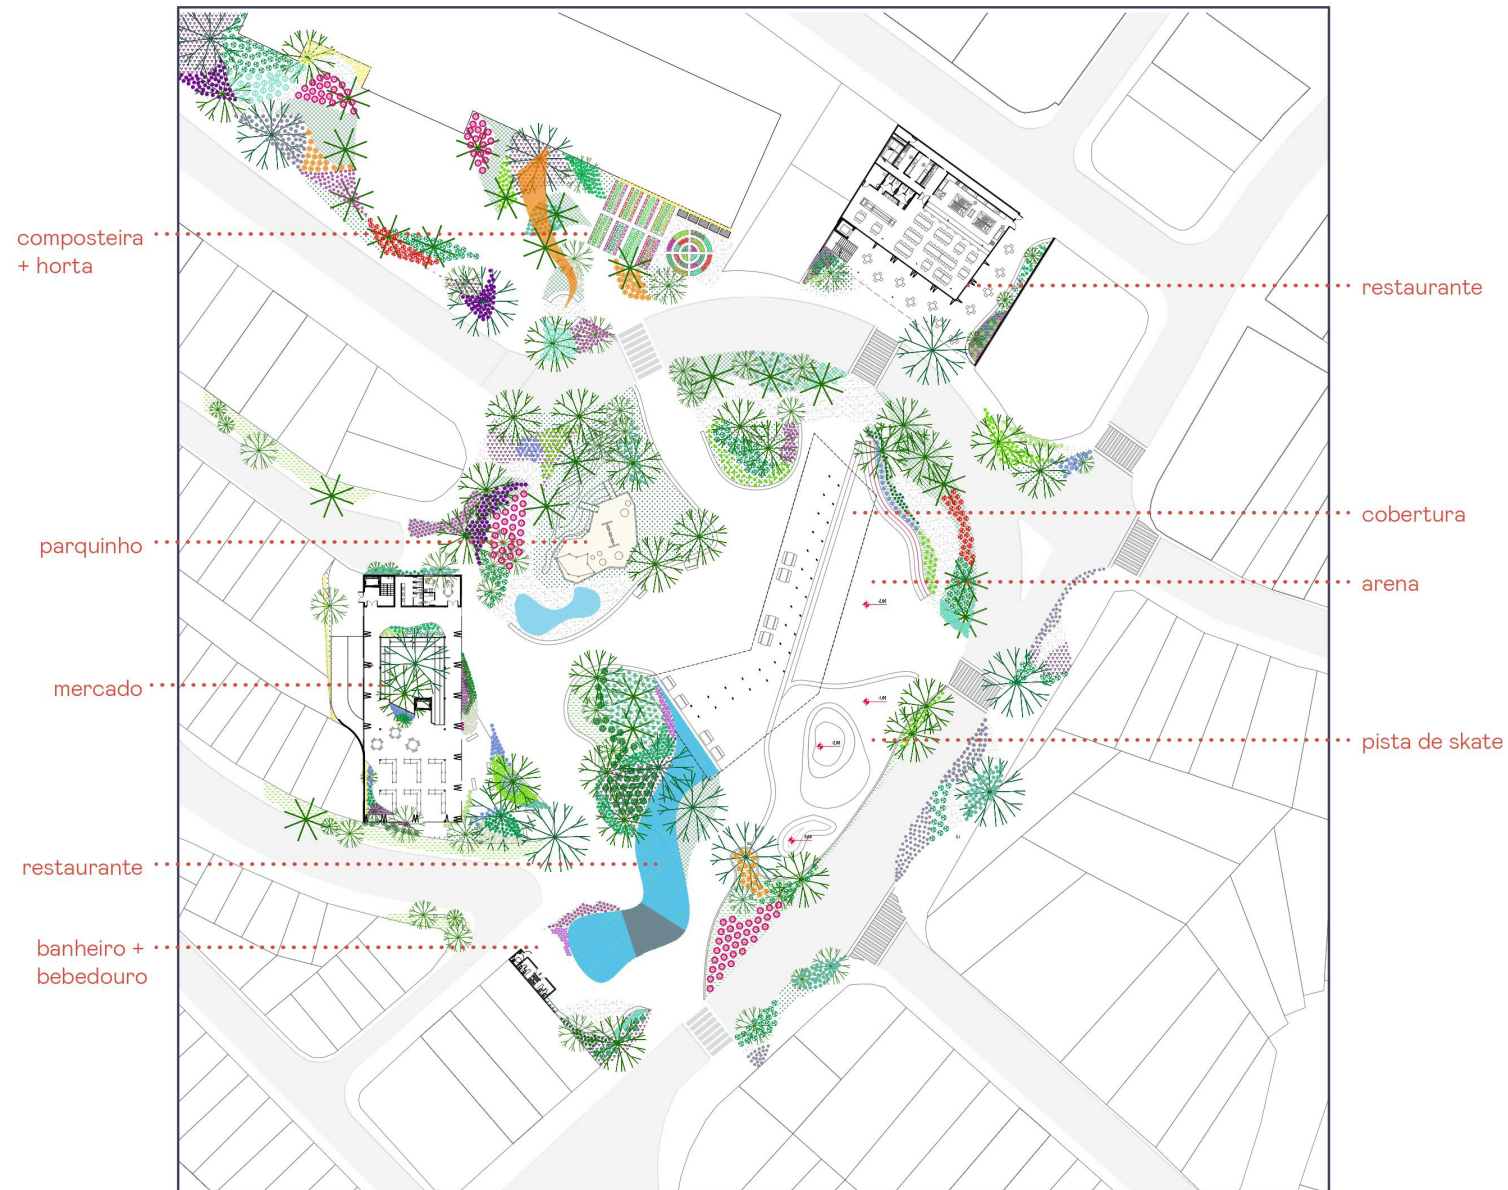 composteira
+ horta
restaurante
cobertura
parquinho
arena
mercado
pista de skate
restaurante
banheiro +
bebedouro